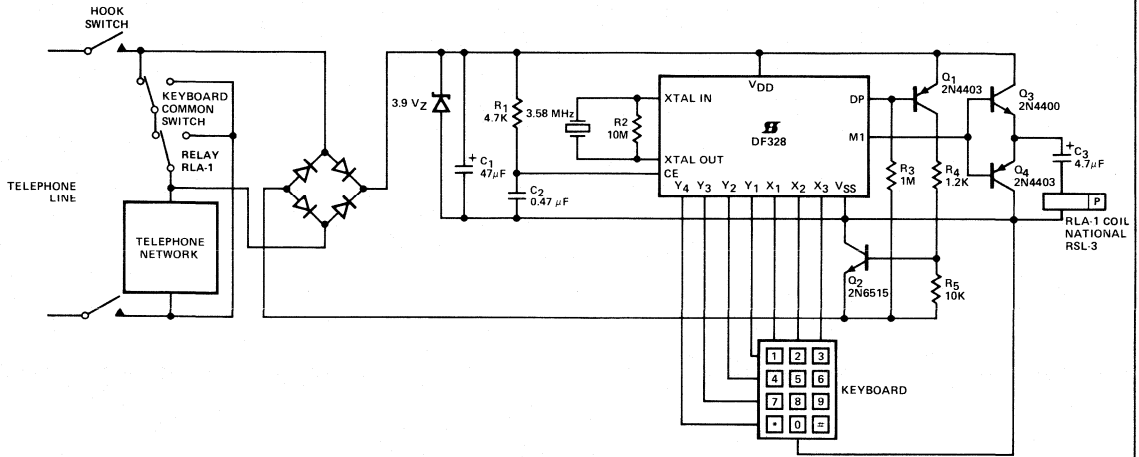 HOOK
SWITCH
KEYBOARD
COMMON
SWITCH
RELAY
RLA-1
TELEPHONE
LINE
TELEPHONE
NETWORK
3.9 VZ
+
C1
47µF
R1
4.7K
C2
0.47 µF
3.58 MHz
R2
10M
XTAL IN
XTAL OUT
CE
VDD
DF328
DP
M1
Y4 Y3 Y2 Y1 X1 X2 X3 VSS
Q1
2N4403
Q3
2N4400
Q4
2N4403
+
C3
4.7µF
R3
1M
R4
1.2K
P
RLA-1 COIL
NATIONAL
RSL-3
Q2
2N6515
R5
10K
1 2 3
4 5 6
7 8 9
* 0 #
KEYBOARD